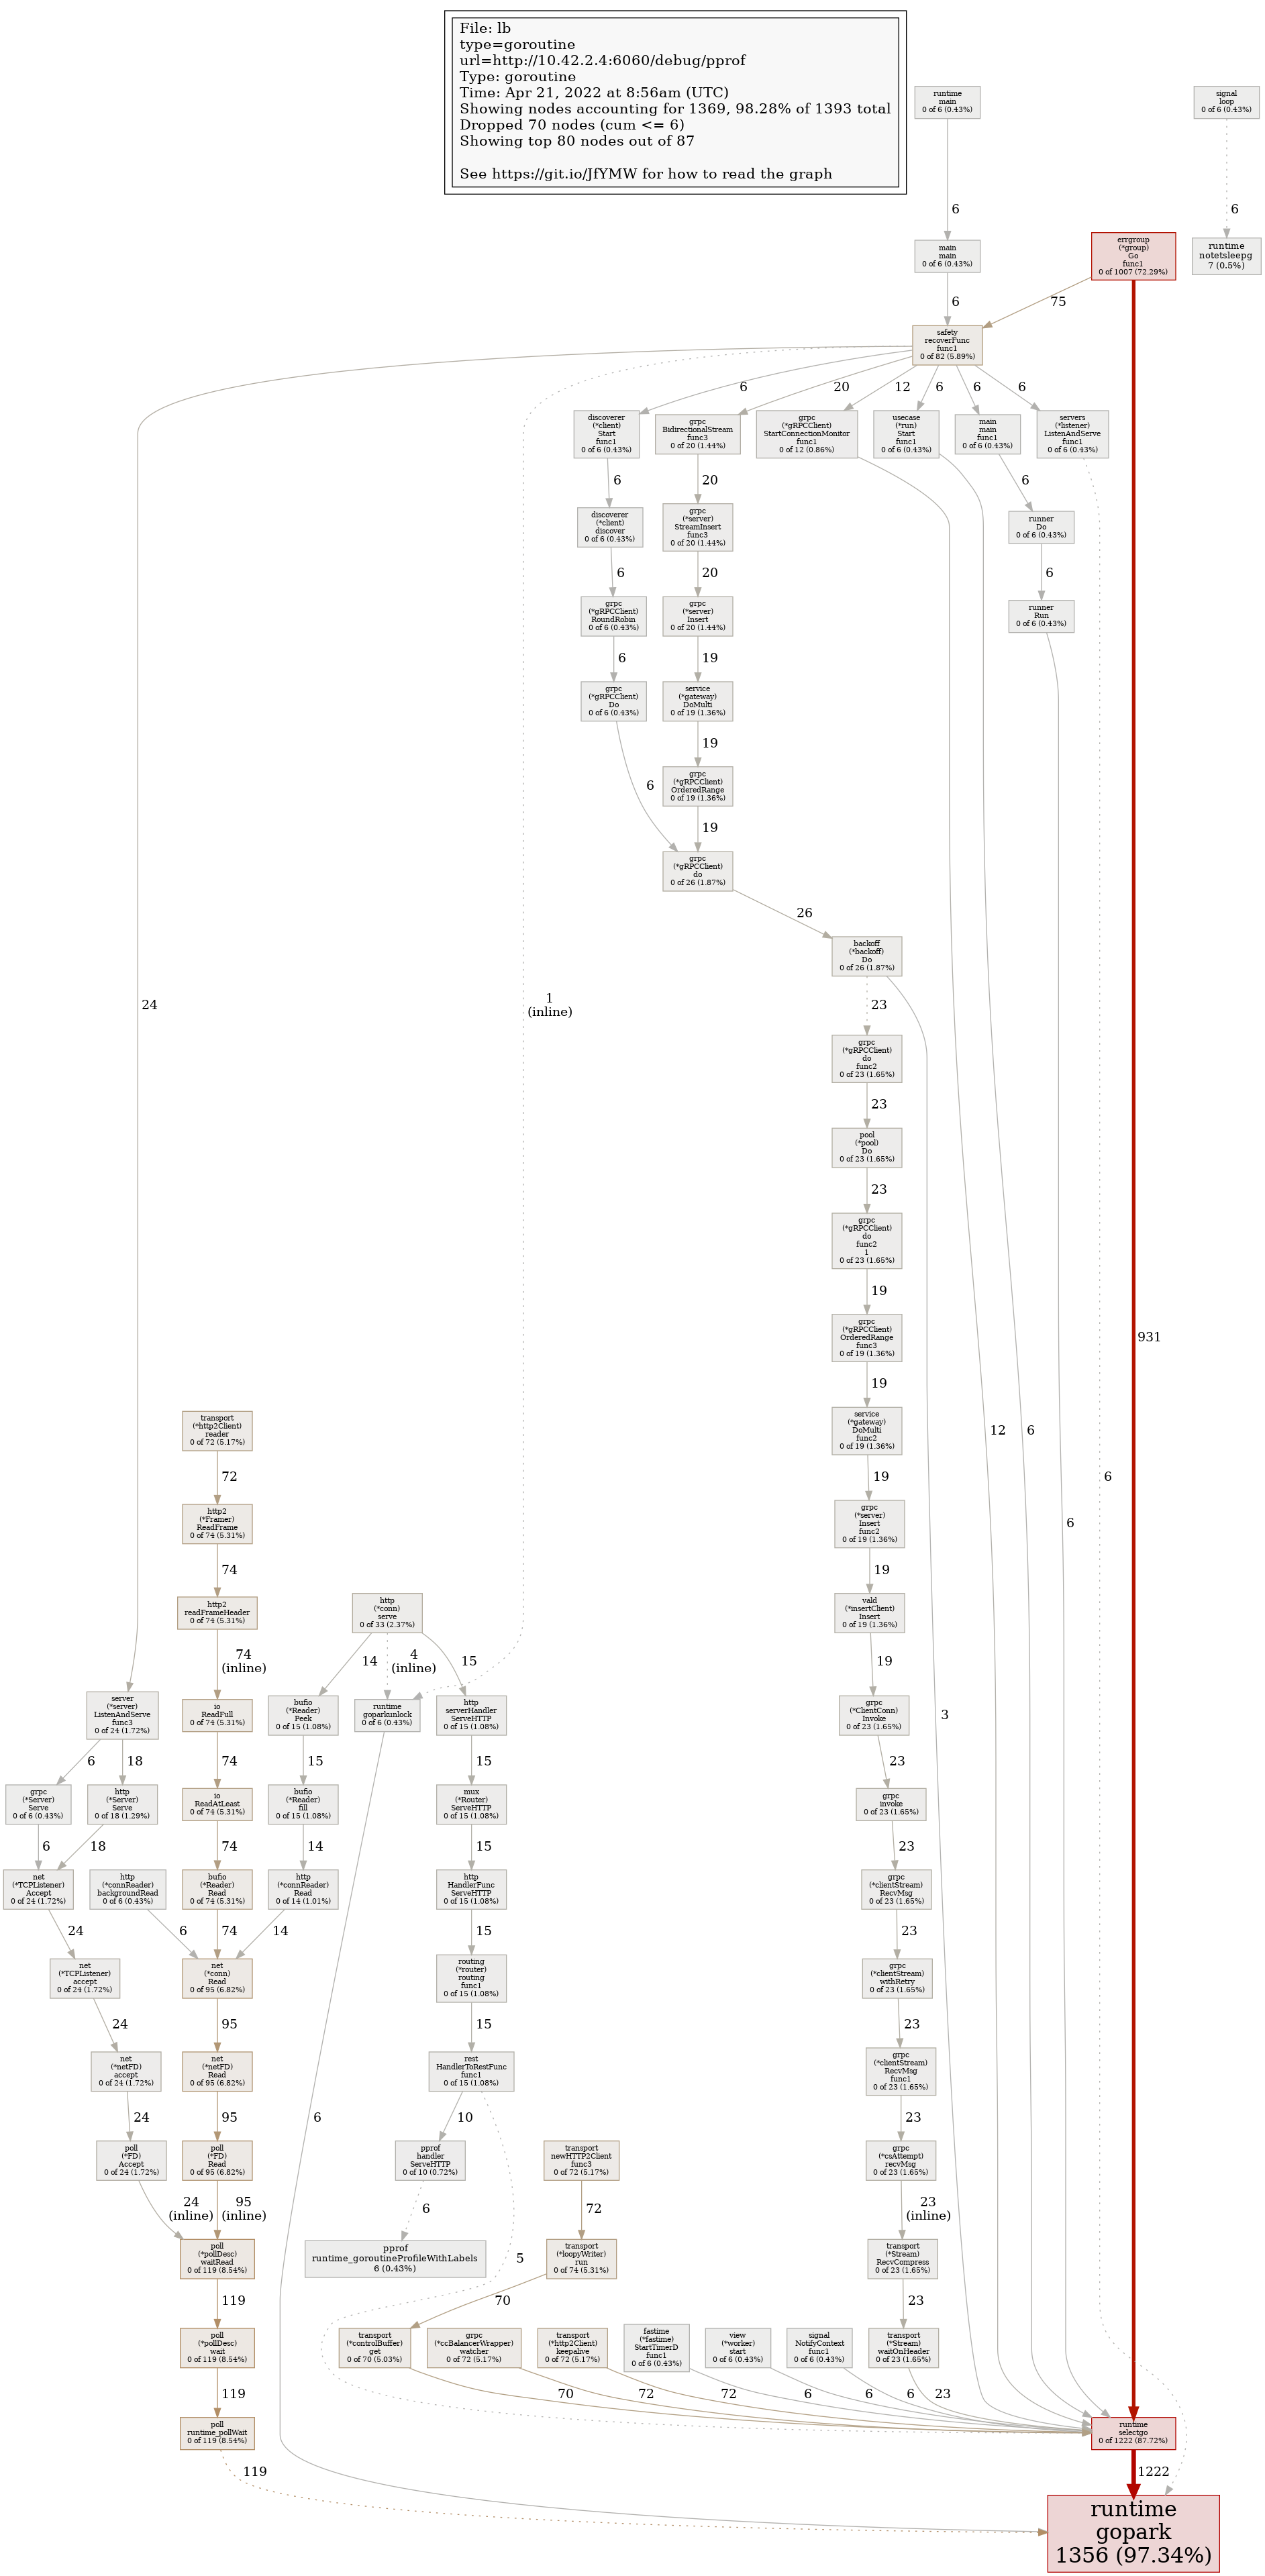 File: lb
type=goroutine
url=http://10.42.2.4:6060/debug/pprof
Type: goroutine
Time: Apr 21, 2022 at 8:56am (UTC)
Showing nodes accounting for 1369, 98.28% of 1393 total
Dropped 70 nodes (cum <= 6)
Showing top 80 nodes out of 87
See https://git.io/JfYMW for how to read the graph
runtime
main
0 of 6 (0.43%)
signal
loop
0 of 6 (0.43%)
6
6
main
main
0 of 6 (0.43%)
errgroup
(*group)
Go
func1
0 of 1007 (72.29%)
runtime
notetsleepg
7 (0.5%)
6
75
safety
recoverFunc
func1
0 of 82 (5.89%)
6
20
12
6
6
6
discoverer
(*client)
Start
func1
0 of 6 (0.43%)
grpc
BidirectionalStream
func3
0 of 20 (1.44%)
grpc
(*gRPCClient)
StartConnectionMonitor
func1
0 of 12 (0.86%)
usecase
(*run)
Start
func1
0 of 6 (0.43%)
main
main
func1
0 of 6 (0.43%)
servers
(*listener)
ListenAndServe
func1
0 of 6 (0.43%)
6
20
6
discoverer
(*client)
discover
0 of 6 (0.43%)
grpc
(*server)
StreamInsert
func3
0 of 20 (1.44%)
runner
Do
0 of 6 (0.43%)
6
20
6
grpc
(*gRPCClient)
RoundRobin
0 of 6 (0.43%)
grpc
(*server)
Insert
0 of 20 (1.44%)
runner
Run
0 of 6 (0.43%)
6
19
grpc
(*gRPCClient)
Do
0 of 6 (0.43%)
service
(*gateway)
DoMulti
0 of 19 (1.36%)
19
grpc
(*gRPCClient)
OrderedRange
0 of 19 (1.36%)
6
19
grpc
(*gRPCClient)
do
0 of 26 (1.87%)
26
backoff
(*backoff)
Do
0 of 26 (1.87%)
24
1
(inline)
23
grpc
(*gRPCClient)
do
func2
0 of 23 (1.65%)
23
pool
(*pool)
Do
0 of 23 (1.65%)
23
grpc
(*gRPCClient)
do
func2
1
0 of 23 (1.65%)
19
grpc
(*gRPCClient)
OrderedRange
func3
0 of 19 (1.36%)
931
19
service
(*gateway)
DoMulti
func2
0 of 19 (1.36%)
12
6
6
6
transport
(*http2Client)
reader
0 of 72 (5.17%)
72
19
http2
(*Framer)
ReadFrame
0 of 74 (5.31%)
grpc
(*server)
Insert
func2
0 of 19 (1.36%)
74
19
http2
readFrameHeader
0 of 74 (5.31%)
http
(*conn)
serve
0 of 33 (2.37%)
vald
(*insertClient)
Insert
0 of 19 (1.36%)
74
(inline)
14
4
(inline)
15
19
3
server
(*server)
ListenAndServe
func3
0 of 24 (1.72%)
io
ReadFull
0 of 74 (5.31%)
bufio
(*Reader)
Peek
0 of 15 (1.08%)
runtime
goparkunlock
0 of 6 (0.43%)
http
serverHandler
ServeHTTP
0 of 15 (1.08%)
grpc
(*ClientConn)
Invoke
0 of 23 (1.65%)
6
18
74
15
15
23
grpc
(*Server)
Serve
0 of 6 (0.43%)
http
(*Server)
Serve
0 of 18 (1.29%)
io
ReadAtLeast
0 of 74 (5.31%)
bufio
(*Reader)
fill
0 of 15 (1.08%)
mux
(*Router)
ServeHTTP
0 of 15 (1.08%)
grpc
invoke
0 of 23 (1.65%)
6
18
74
14
15
23
net
(*TCPListener)
Accept
0 of 24 (1.72%)
http
(*connReader)
backgroundRead
0 of 6 (0.43%)
bufio
(*Reader)
Read
0 of 74 (5.31%)
http
(*connReader)
Read
0 of 14 (1.01%)
http
HandlerFunc
ServeHTTP
0 of 15 (1.08%)
grpc
(*clientStream)
RecvMsg
0 of 23 (1.65%)
24
6
74
14
15
23
net
(*TCPListener)
accept
0 of 24 (1.72%)
net
(*conn)
Read
0 of 95 (6.82%)
routing
(*router)
routing
func1
0 of 15 (1.08%)
grpc
(*clientStream)
withRetry
0 of 23 (1.65%)
24
95
15
23
net
(*netFD)
accept
0 of 24 (1.72%)
net
(*netFD)
Read
0 of 95 (6.82%)
rest
HandlerToRestFunc
func1
0 of 15 (1.08%)
grpc
(*clientStream)
RecvMsg
func1
0 of 23 (1.65%)
24
95
6
10
23
poll
(*FD)
Accept
0 of 24 (1.72%)
poll
(*FD)
Read
0 of 95 (6.82%)
pprof
handler
ServeHTTP
0 of 10 (0.72%)
transport
newHTTP2Client
func3
0 of 72 (5.17%)
grpc
(*csAttempt)
recvMsg
0 of 23 (1.65%)
24
(inline)
95
(inline)
6
72
23
(inline)
poll
(*pollDesc)
waitRead
0 of 119 (8.54%)
pprof
runtime_goroutineProfileWithLabels
6 (0.43%)
5
transport
(*loopyWriter)
run
0 of 74 (5.31%)
transport
(*Stream)
RecvCompress
0 of 23 (1.65%)
119
70
23
poll
(*pollDesc)
wait
0 of 119 (8.54%)
transport
(*controlBuffer)
get
0 of 70 (5.03%)
grpc
(*ccBalancerWrapper)
watcher
0 of 72 (5.17%)
transport
(*http2Client)
keepalive
0 of 72 (5.17%)
fastime
(*fastime)
StartTimerD
func1
0 of 6 (0.43%)
view
(*worker)
start
0 of 6 (0.43%)
signal
NotifyContext
func1
0 of 6 (0.43%)
transport
(*Stream)
waitOnHeader
0 of 23 (1.65%)
119
70
72
72
6
6
6
23
poll
runtime_pollWait
0 of 119 (8.54%)
runtime
selectgo
0 of 1222 (87.72%)
119
1222
runtime
gopark
1356 (97.34%)